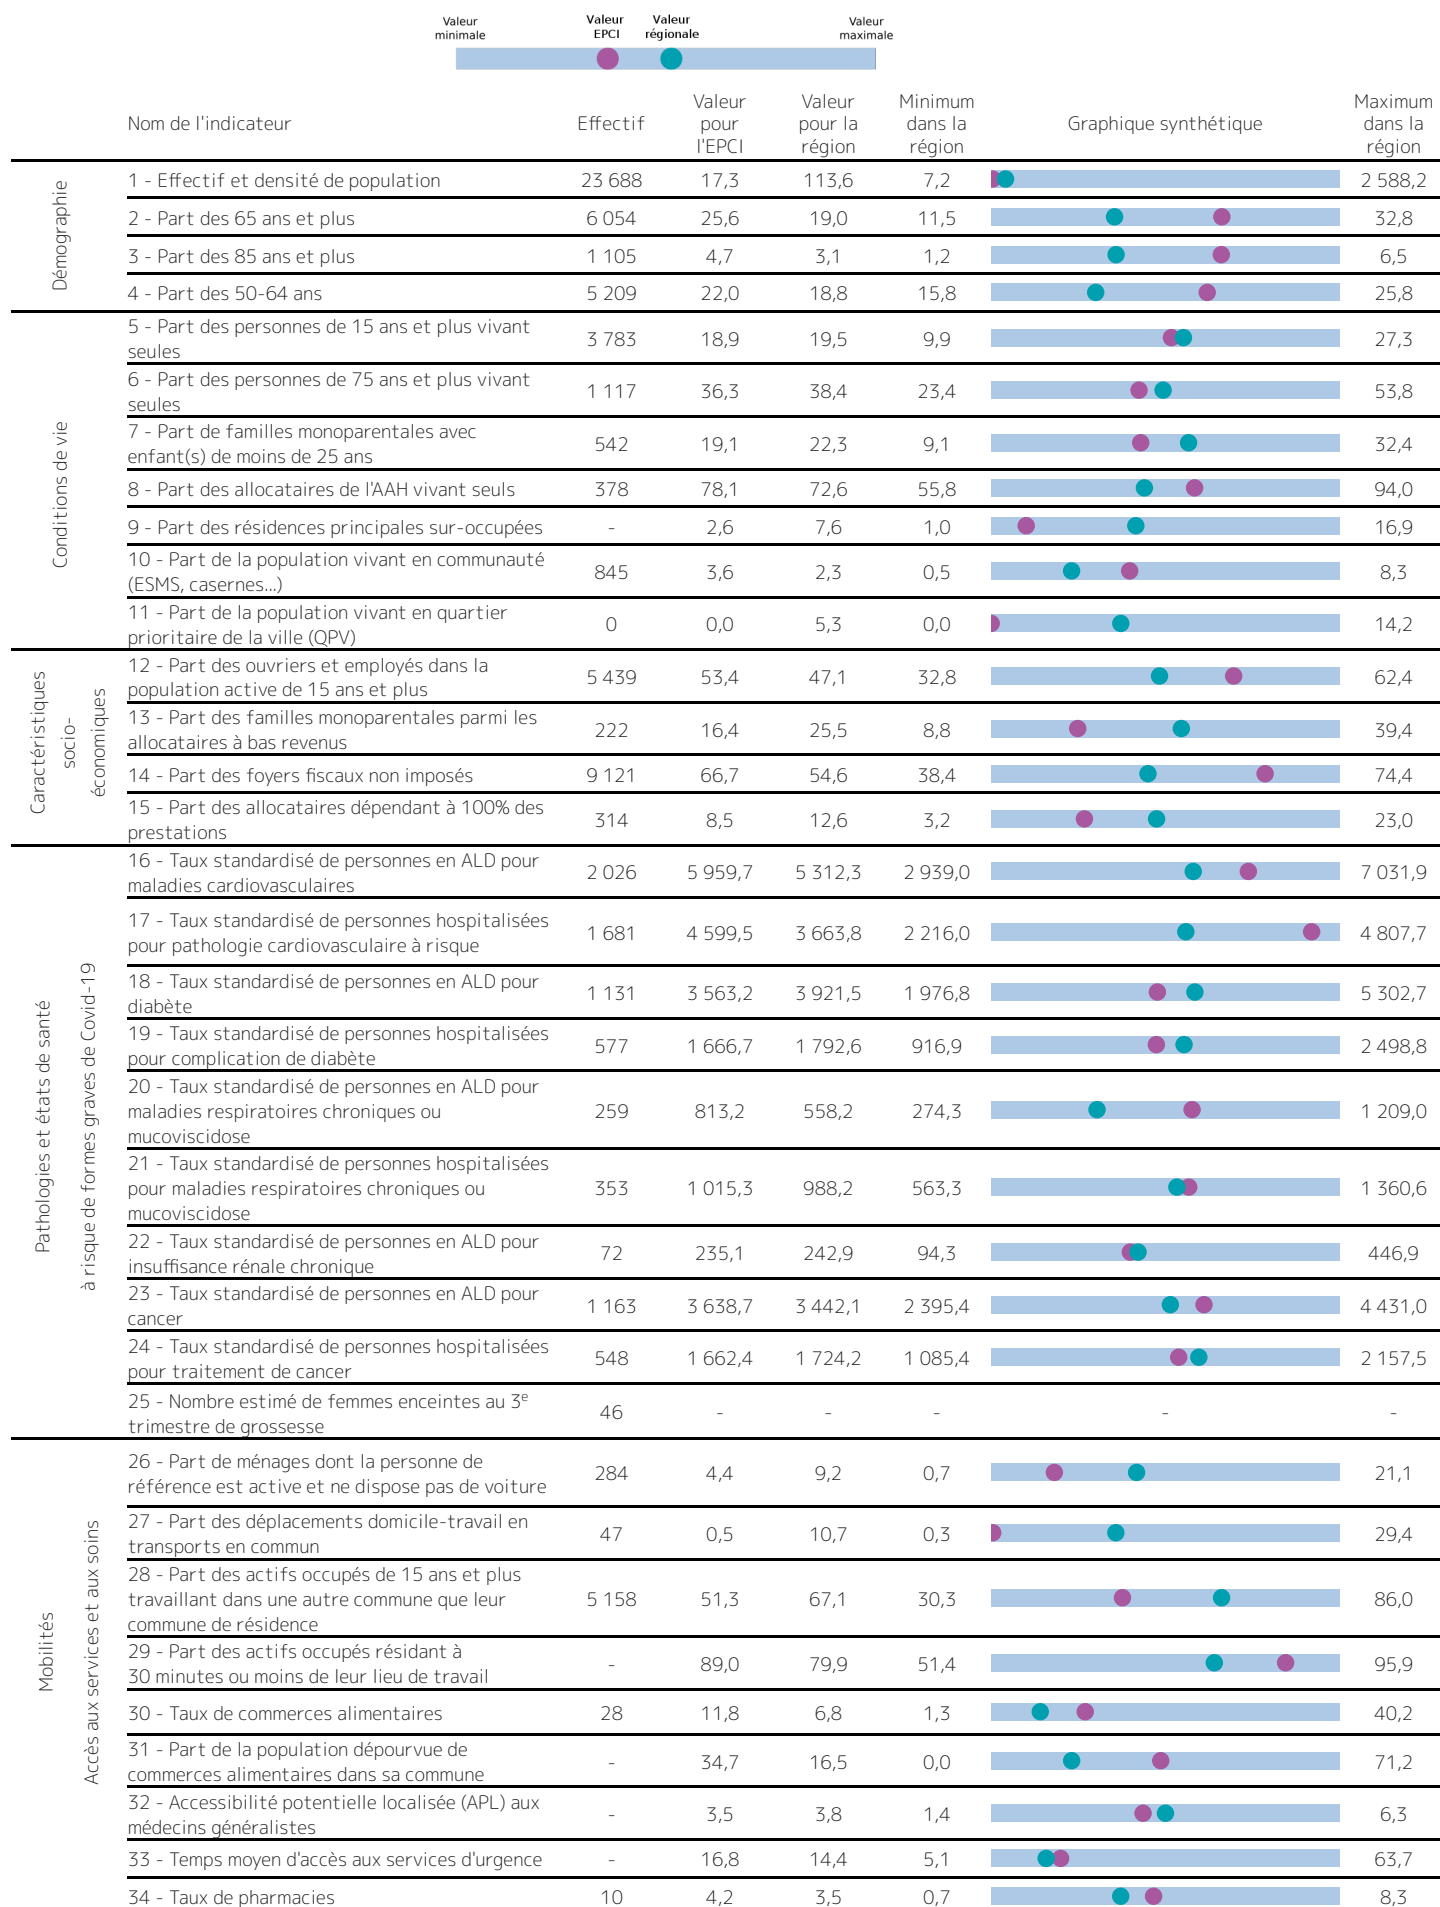 Valeur minimale
Valeur EPCI
Valeur régionale
Valeur maximale
Nom de l'indicateur
Effectif
Valeur pour l'EPCI
Valeur pour la région
Minimum dans la région
Graphique synthétique
Maximum dans la région
Démographie
1 - Effectif et densité de population 23 688 17,3 113,6 7,2 2 588,2
2 - Part des 65 ans et plus 6 054 25,6 19,0 11,5 32,8
3 - Part des 85 ans et plus 1 105 4,7 3,1 1,2 6,5
4 - Part des 50-64 ans 5 209 22,0 18,8 15,8 25,8
Conditions de vie
5 - Part des personnes de 15 ans et plus vivant
seules 3 783 18,9 19,5 9,9 27,3
6 - Part des personnes de 75 ans et plus vivant
seules 1 117 36,3 38,4 23,4 53,8
7 - Part de familles monoparentales avec
enfant(s) de moins de 25 ans 542 19,1 22,3 9,1 32,4
8 - Part des allocataires de l'AAH vivant seuls 378 78,1 72,6 55,8 94,0
9 - Part des résidences principales sur-occupées - 2,6 7,6 1,0 16,9
10 - Part de la population vivant en communauté
(ESMS, casernes...) 845 3,6 2,3 0,5 8,3
11 - Part de la population vivant en quartier
prioritaire de la ville (QPV) 0 0,0 5,3 0,0 14,2
Caractéristiques
socio-
économiques
12 - Part des ouvriers et employés dans la
population active de 15 ans et plus 5 439 53,4 47,1 32,8 62,4
13 - Part des familles monoparentales parmi les
allocataires à bas revenus 222 16,4 25,5 8,8 39,4
14 - Part des foyers fiscaux non imposés 9 121 66,7 54,6 38,4 74,4
15 - Part des allocataires dépendant à 100% des
prestations 314 8,5 12,6 3,2 23,0
Pathologies et états de santé
à risque de formes graves de Covid-19
16 - Taux standardisé de personnes en ALD pour
maladies cardiovasculaires 2 026 5 959,7 5 312,3 2 939,0 7 031,9
17 - Taux standardisé de personnes hospitalisées
pour pathologie cardiovasculaire à risque 1 681 4 599,5 3 663,8 2 216,0 4 807,7
18 - Taux standardisé de personnes en ALD pour
diabète 1 131 3 563,2 3 921,5 1 976,8 5 302,7
19 - Taux standardisé de personnes hospitalisées
pour complication de diabète 577 1 666,7 1 792,6 916,9 2 498,8
20 - Taux standardisé de personnes en ALD pour
maladies respiratoires chroniques ou
mucoviscidose 259 813,2 558,2 274,3 1 209,0
21 - Taux standardisé de personnes hospitalisées
pour maladies respiratoires chroniques ou
mucoviscidose 353 1 015,3 988,2 563,3 1 360,6
22 - Taux standardisé de personnes en ALD pour
insuffisance rénale chronique 72 235,1 242,9 94,3 446,9
23 - Taux standardisé de personnes en ALD pour
cancer 1 163 3 638,7 3 442,1 2 395,4 4 431,0
24 - Taux standardisé de personnes hospitalisées
pour traitement de cancer 548 1 662,4 1 724,2 1 085,4 2 157,5
25 - Nombre estimé de femmes enceintes au 3e
trimestre de grossesse 46 - - - - -
Mobilités
Accès aux services et aux soins
26 - Part de ménages dont la personne de
référence est active et ne dispose pas de voiture 284 4,4 9,2 0,7 21,1
27 - Part des déplacements domicile-travail en
transports en commun 47 0,5 10,7 0,3 29,4
28 - Part des actifs occupés de 15 ans et plus
travaillant dans une autre commune que leur
commune de résidence 5 158 51,3 67,1 30,3 86,0
29 - Part des actifs occupés résidant à
30 minutes ou moins de leur lieu de travail - 89,0 79,9 51,4 95,9
30 - Taux de commerces alimentaires 28 11,8 6,8 1,3 40,2
31 - Part de la population dépourvue de
commerces alimentaires dans sa commune - 34,7 16,5 0,0 71,2
32 - Accessibilité potentielle localisée (APL) aux
médecins généralistes - 3,5 3,8 1,4 6,3
33 - Temps moyen d'accès aux services d'urgence - 16,8 14,4 5,1 63,7
34 - Taux de pharmacies 10 4,2 3,5 0,7 8,3